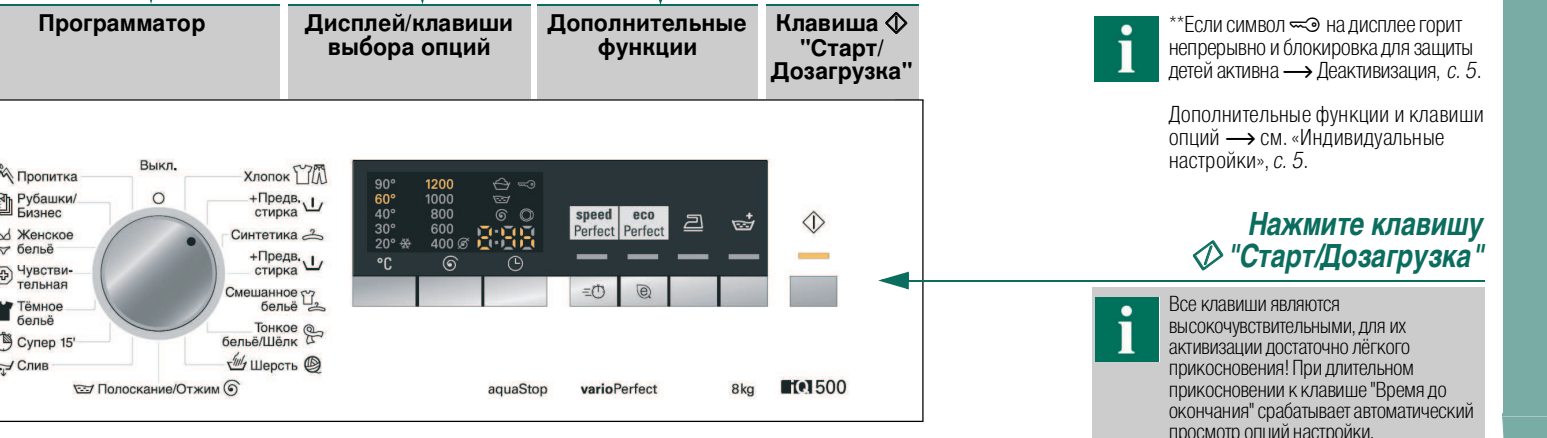 Программатор
Дисплей/клавиши
выбора опций
Дополнительные
функции
Клавиша
"Старт/
Дозагрузка"
Выкл.
Пропитка
Рубашки/
Бизнес
Женское
бельё
Чувстви-
тельная
Тёмное
бельё
Супер 15'
Слив
Полоскание/Отжим
Хлопок
+Предв.
стирка
Синтетика
+Предв.
стирка
Смешанное
бельё
Тонкое
бельё/Шёлк
Шерсть
90° 1200
60° 1000
40° 800
30° 600
20° 400
°C
speed
Perfect
eco
Perfect
aquaStop
varioPerfect
8kg
iQ500
**Если символ на дисплее горит
непрерывно и блокировка для защиты
детей активна ⟶ Деактивизация, с. 5.
Дополнительные функции и клавиши
опций ⟶ см. «Индивидуальные
настройки», с. 5.
Нажмите клавишу
"Старт/Дозагрузка"
i
i
Все клавиши являются
высокочувствительными, для их
активизации достаточно лёгкого
прикосновения! При длительном
прикосновении к клавише "Время до
окончания" срабатывает автоматический
просмотр опций настройки.